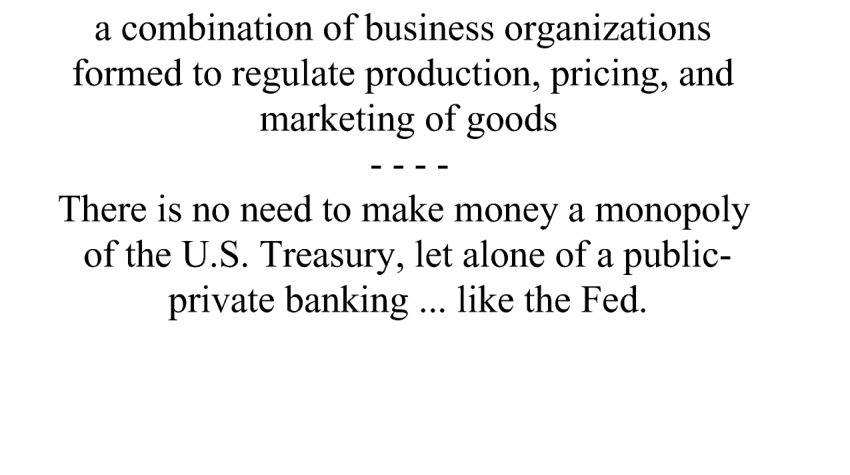 a combination of business organizations
formed to regulate production, pricing, and
marketing of goods
- - - -
There is no need to make money a monopoly
of the U.S. Treasury, let alone of a public-
private banking ... like the Fed.